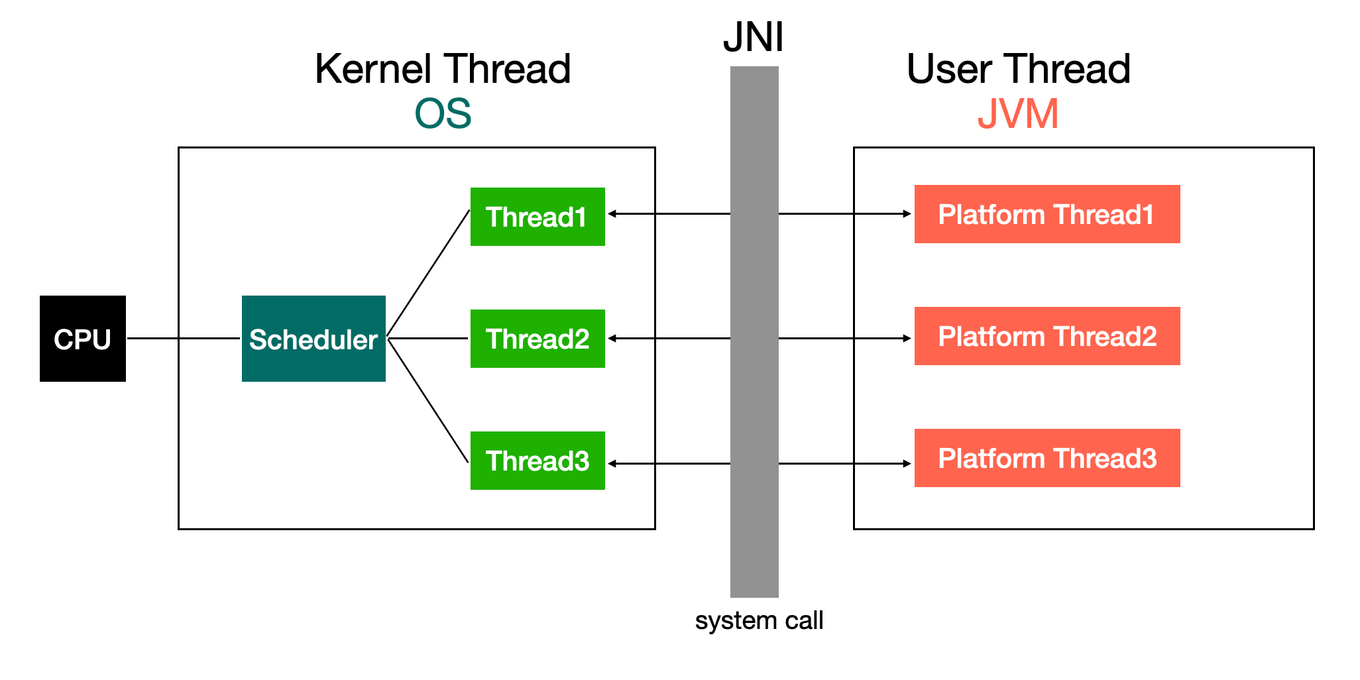 JNI
Kernel Thread
OS
User Thread
JVM
CPU
Scheduler
Thread1
Thread2
Thread3
Platform Thread1
Platform Thread2
Platform Thread3
system call